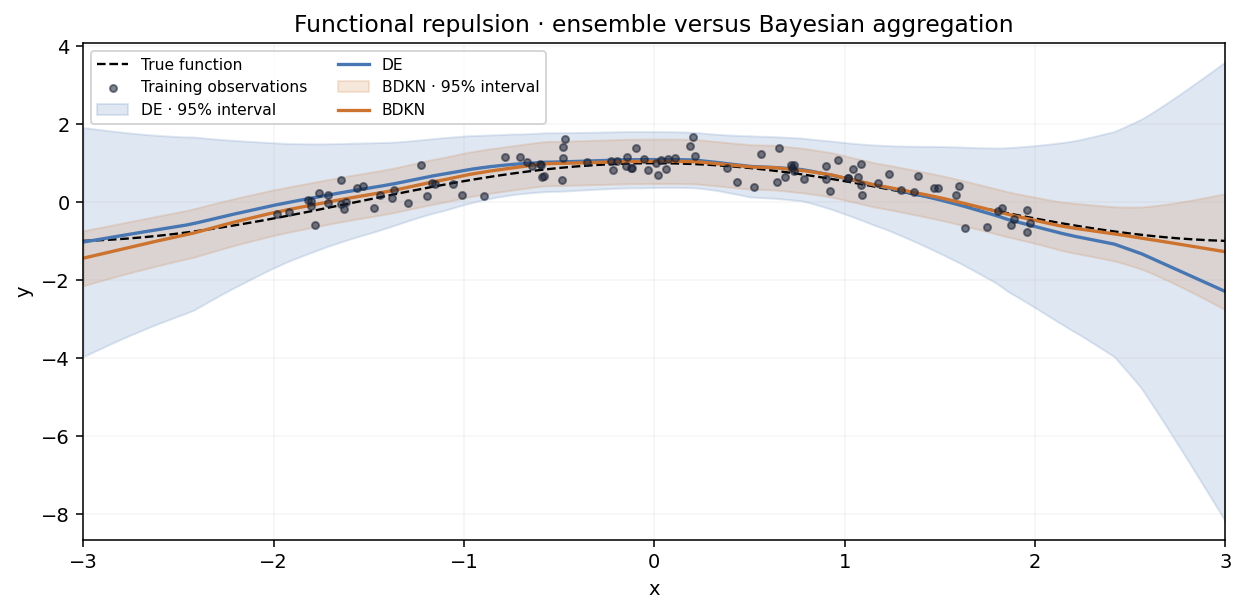 Functional repulsion · ensemble versus Bayesian aggregation
True function
Training observations
DE · 95% interval
DE
BDKN · 95% interval
BDKN
4
2
0
−2
−4
−6
−8
y
−3 −2 −1 0 1 2 3
x